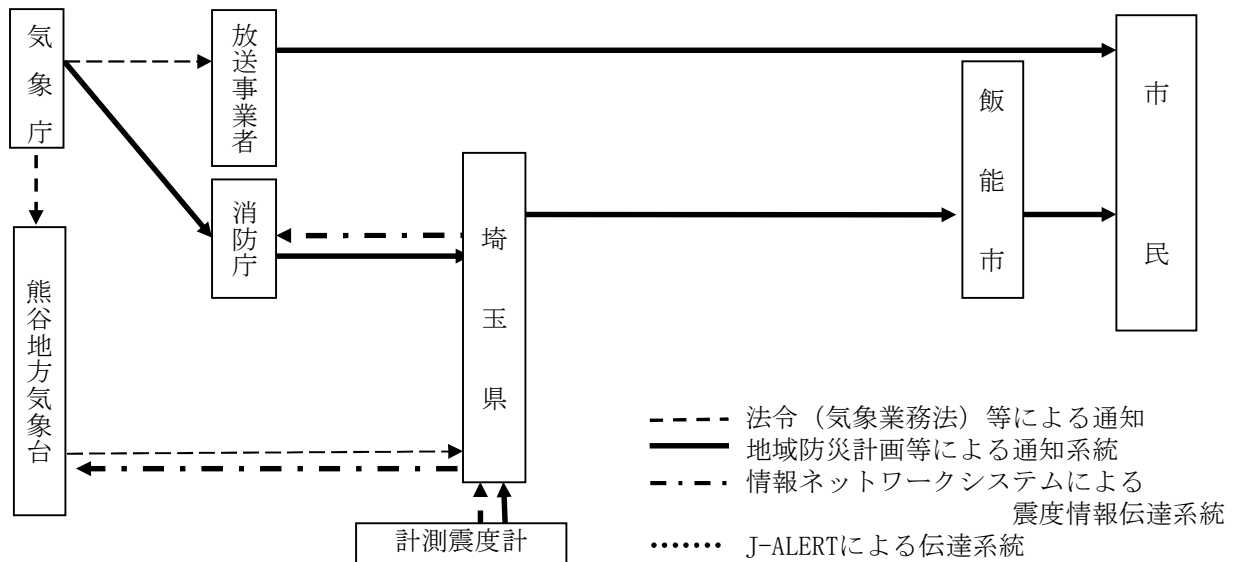 気象庁
放送事業者
市民
飯能市
消防庁
埼玉県
熊谷地方気象台
計測震度計
法令（気象業務法）等による通知
地域防災計画等による通知系統
情報ネットワークシステムによる
震度情報伝達系統
J-ALERTによる伝達系統